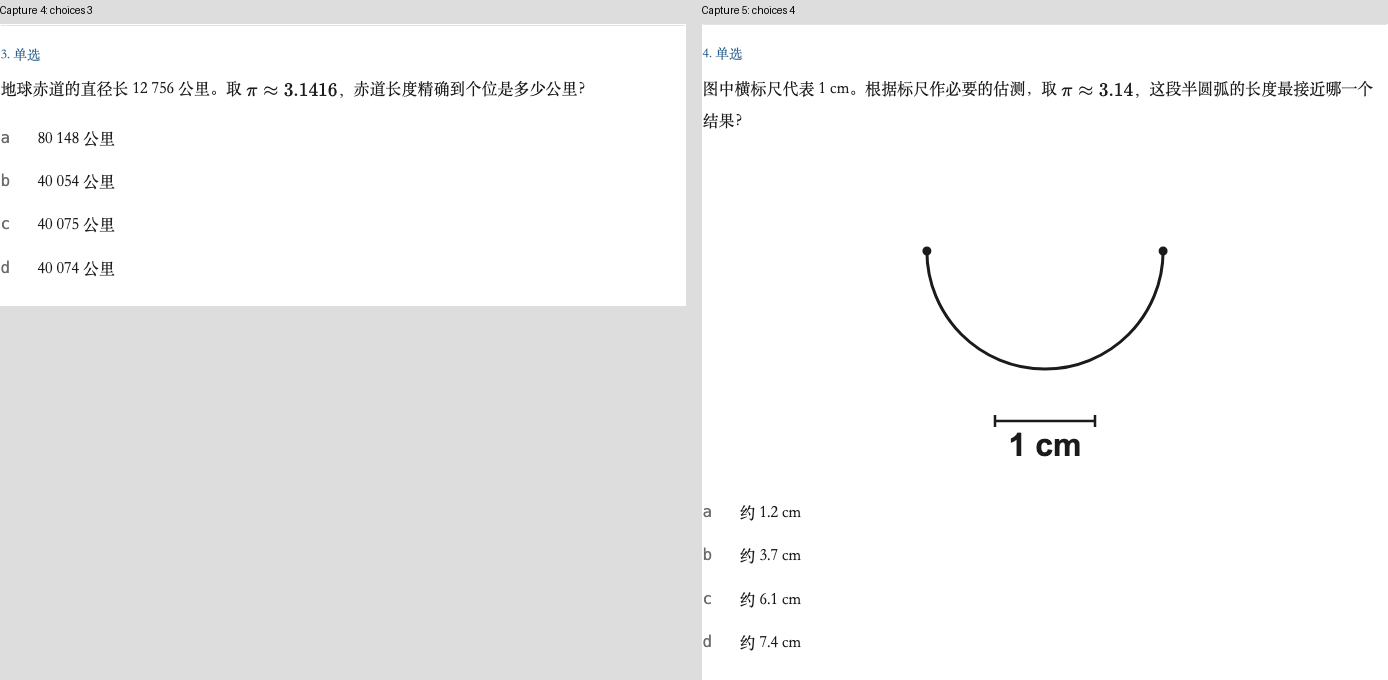 Capture 4: choices 3
3. 单选
地球赤道的直径长 12 756 公里。取 π ≈ 3.1416，赤道长度精确到个位是多少公里?
a 80 148 公里
b 40 054 公里
c 40 075 公里
d 40 074 公里
Capture 5: choices 4
4. 单选
图中横标尺代表 1 cm。根据标尺作必要的估测，取 π ≈ 3.14，这段半圆弧的长度最接近哪一个
结果?
1 cm
a 约 1.2 cm
b 约 3.7 cm
c 约 6.1 cm
d 约 7.4 cm